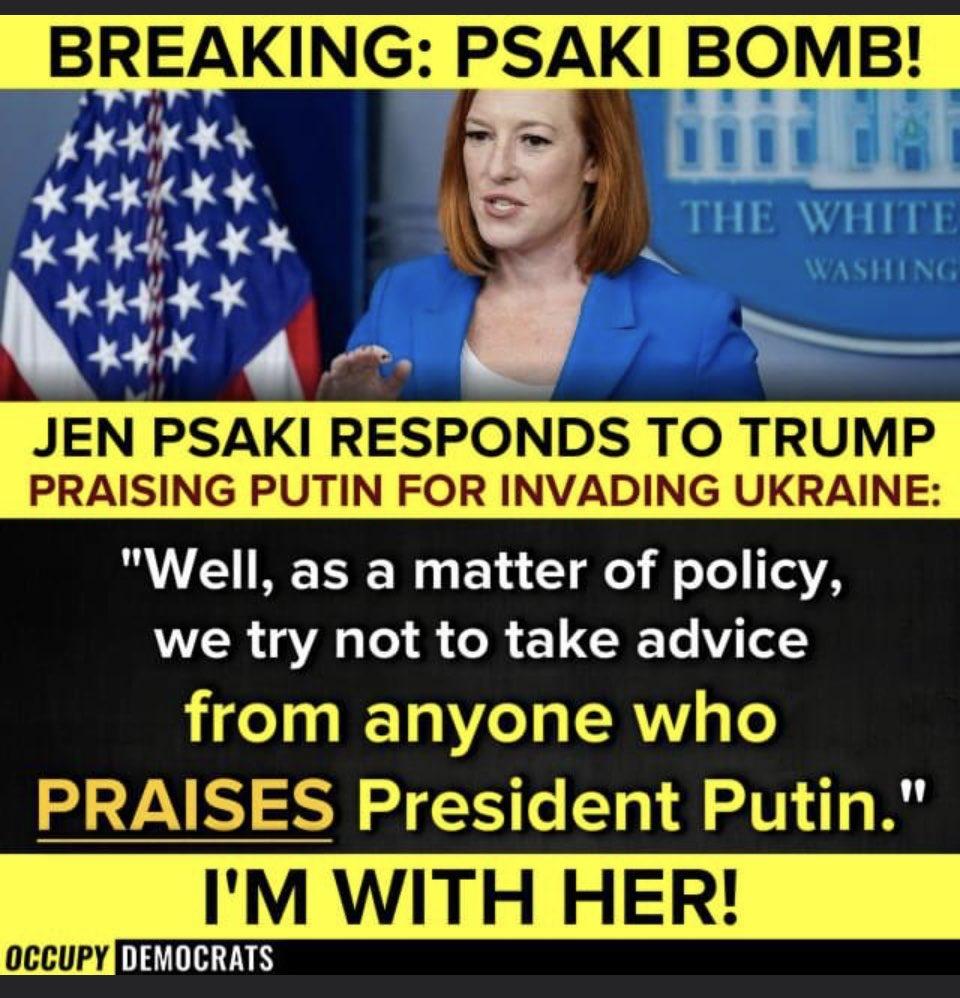 BREAKING: PSAKI BOMB!
THE WHITE
WASHING
JEN PSAKI RESPONDS TO TRUMP
PRAISING PUTIN FOR INVADING UKRAINE:
"Well, as a matter of policy,
we try not to take advice
from anyone who
PRAISES President Putin."
I'M WITH HER!
OCCUPY DEMOCRATS